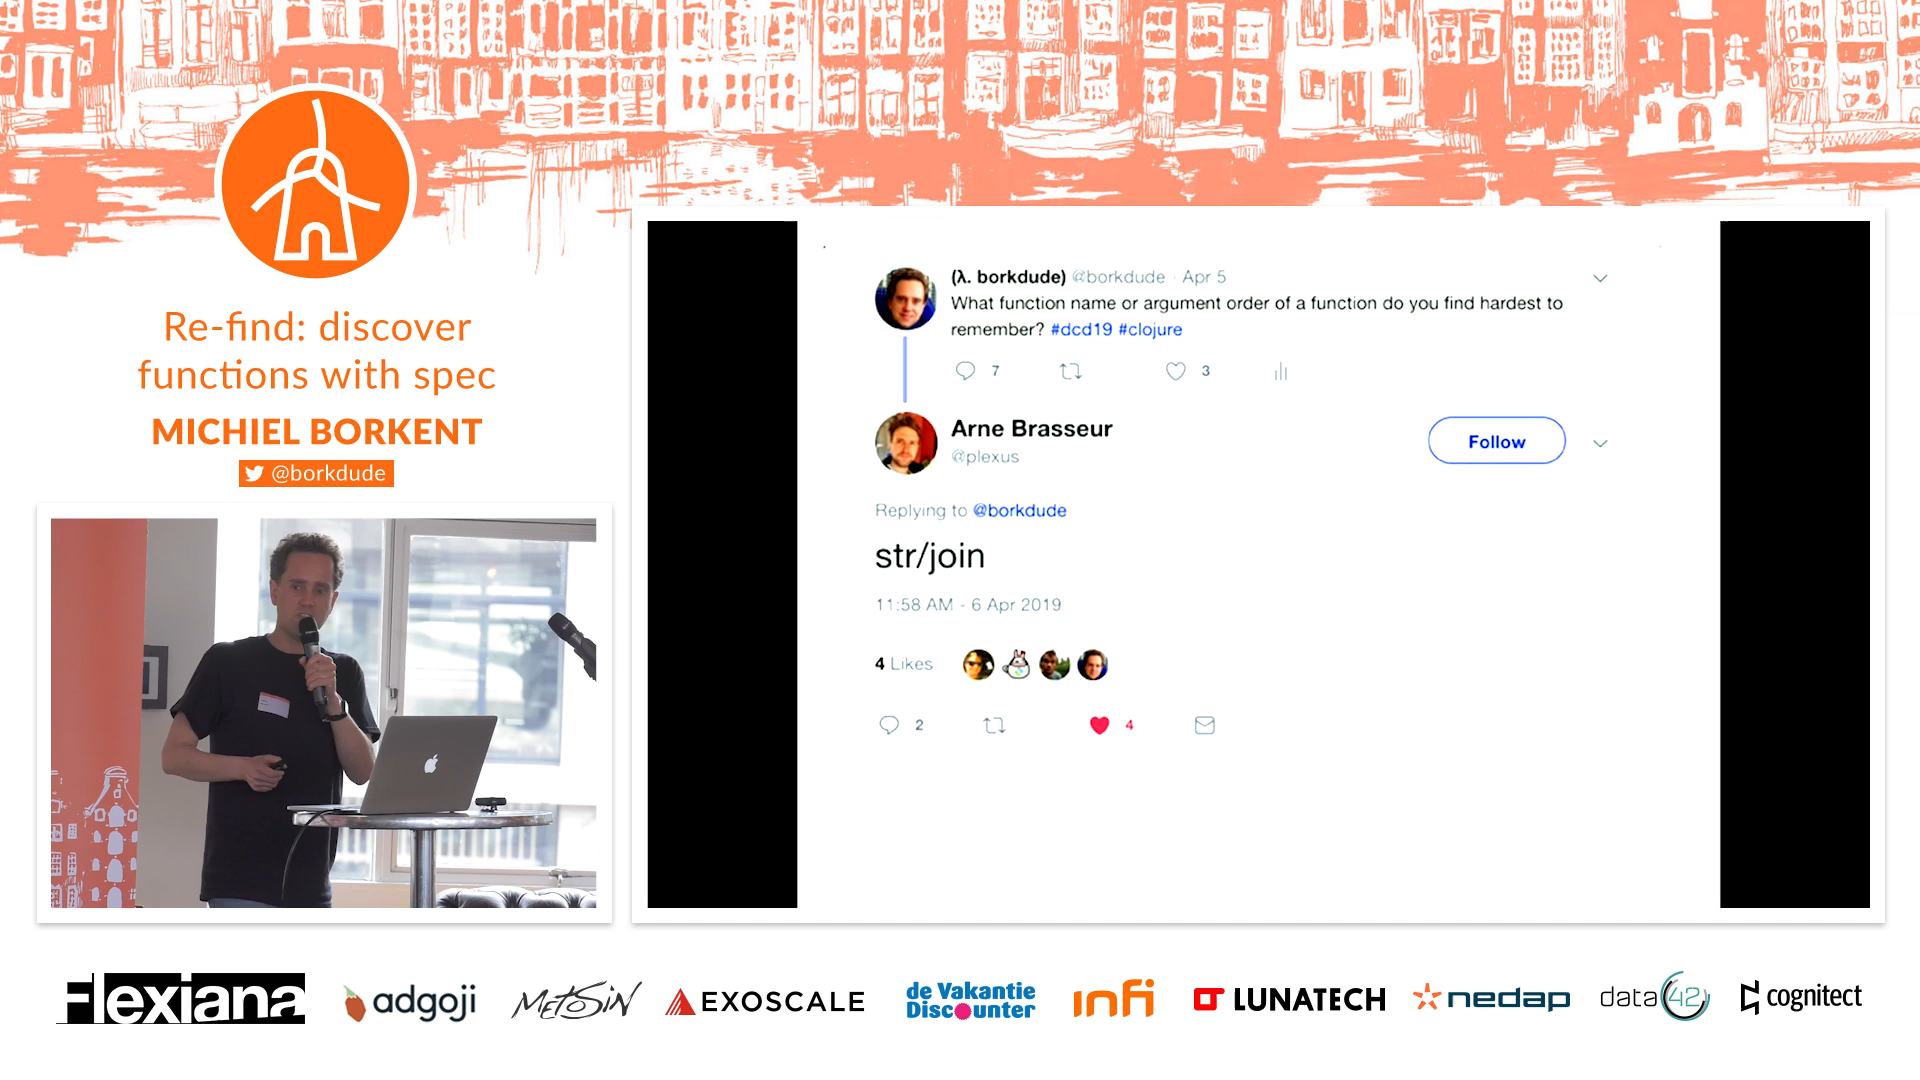 Re-find: discover
functions with spec
MICHIEL BORKENT
@borkdude
(λ. borkdude) @borkdude · Apr 5
What function name or argument order of a function do you find hardest to
remember? #dcd19 #clojure
7 3
Arne Brasseur
@plexus
Follow
Replying to @borkdude
str/join
11:58 AM - 6 Apr 2019
4 Likes
2 4
Flexiana
adgoji
METOSIN
EXOSCALE
de Vakantie
Discounter
infi
LUNATECH
nedap
data 42
cognitect